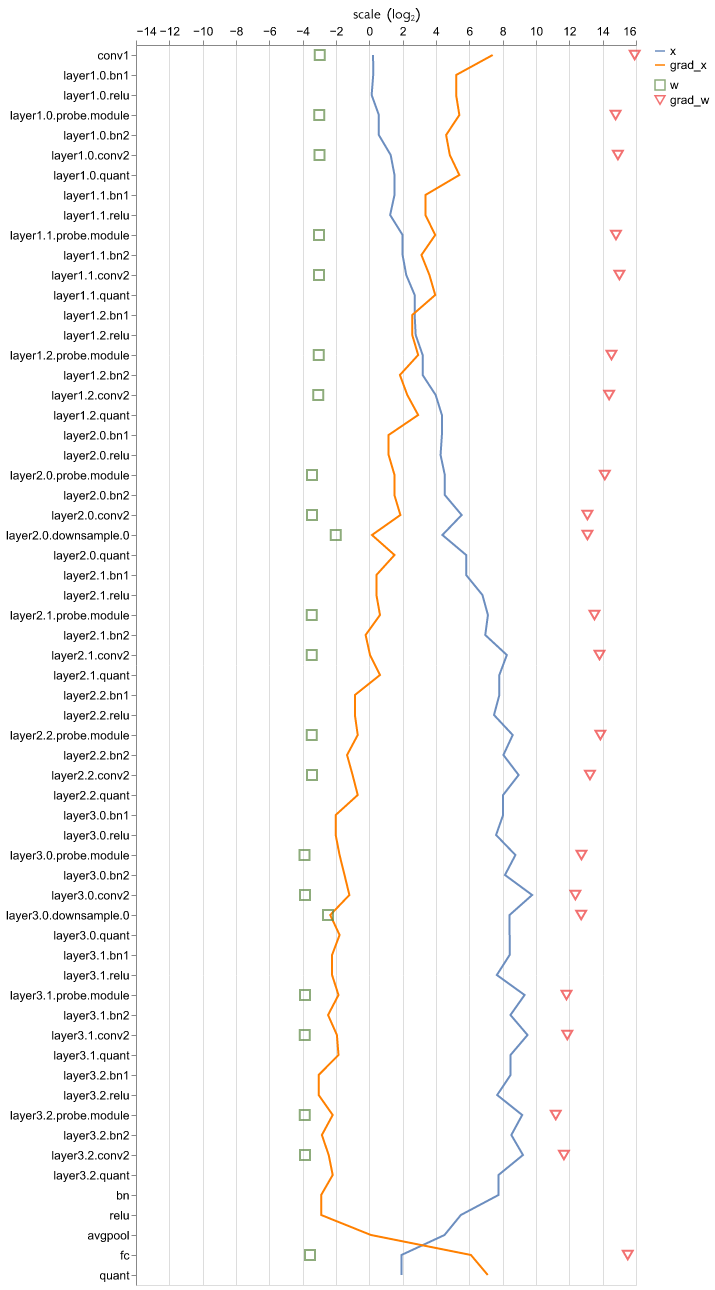 scale (log₂)
−14 −12 −10 −8 −6 −4 −2 0 2 4 6 8 10 12 14 16
x
grad_x
w
grad_w
conv1
layer1.0.bn1
layer1.0.relu
layer1.0.probe.module
layer1.0.bn2
layer1.0.conv2
layer1.0.quant
layer1.1.bn1
layer1.1.relu
layer1.1.probe.module
layer1.1.bn2
layer1.1.conv2
layer1.1.quant
layer1.2.bn1
layer1.2.relu
layer1.2.probe.module
layer1.2.bn2
layer1.2.conv2
layer1.2.quant
layer2.0.bn1
layer2.0.relu
layer2.0.probe.module
layer2.0.bn2
layer2.0.conv2
layer2.0.downsample.0
layer2.0.quant
layer2.1.bn1
layer2.1.relu
layer2.1.probe.module
layer2.1.bn2
layer2.1.conv2
layer2.1.quant
layer2.2.bn1
layer2.2.relu
layer2.2.probe.module
layer2.2.bn2
layer2.2.conv2
layer2.2.quant
layer3.0.bn1
layer3.0.relu
layer3.0.probe.module
layer3.0.bn2
layer3.0.conv2
layer3.0.downsample.0
layer3.0.quant
layer3.1.bn1
layer3.1.relu
layer3.1.probe.module
layer3.1.bn2
layer3.1.conv2
layer3.1.quant
layer3.2.bn1
layer3.2.relu
layer3.2.probe.module
layer3.2.bn2
layer3.2.conv2
layer3.2.quant
bn
relu
avgpool
fc
quant